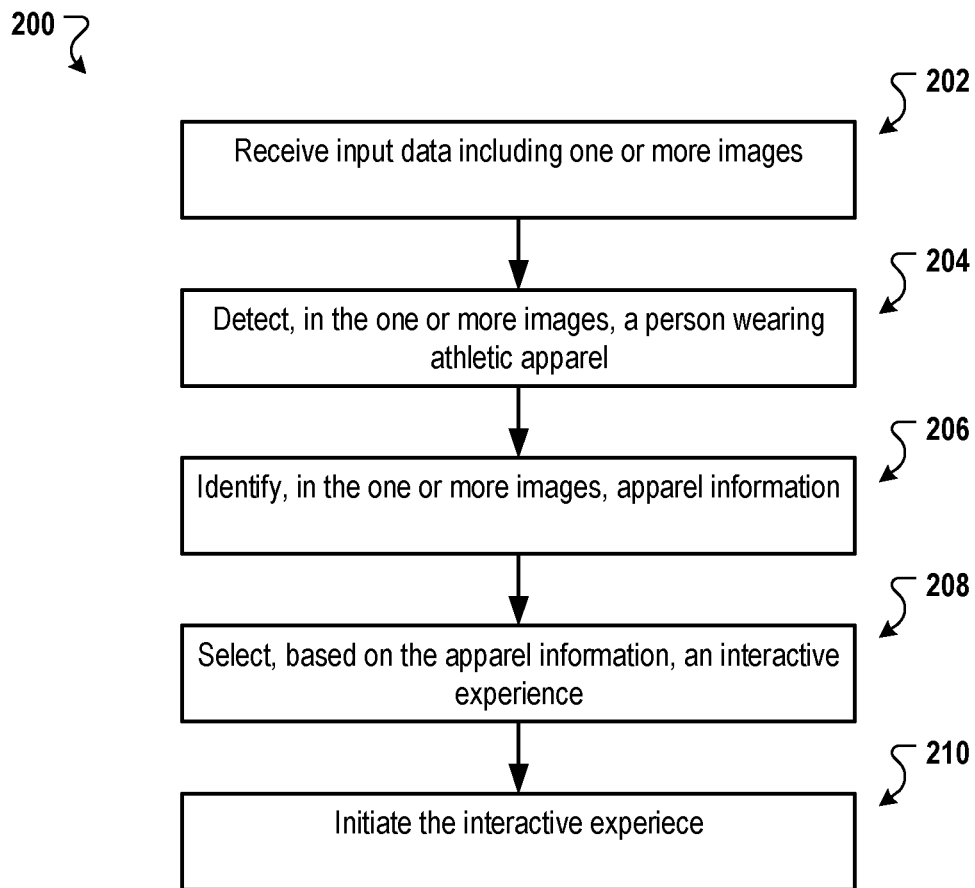 200
202
Receive input data including one or more images
204
Detect, in the one or more images, a person wearing
athletic apparel
206
Identify, in the one or more images, apparel information
208
Select, based on the apparel information, an interactive
experience
210
Initiate the interactive experiece